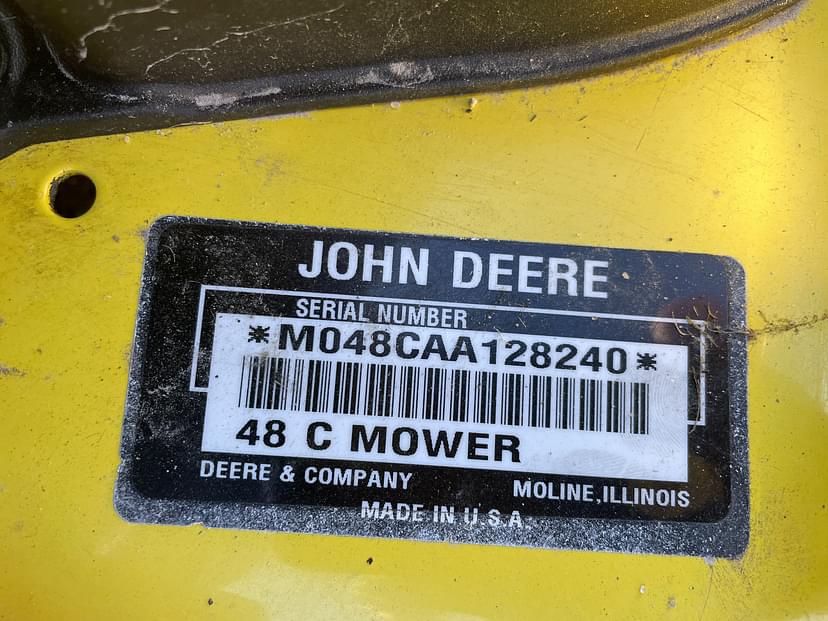 JOHN DEERE
SERIAL NUMBER
*M048CAA128240*
48 C MOWER
DEERE & COMPANY
MOLINE, ILLINOIS
MADE IN U.S.A.